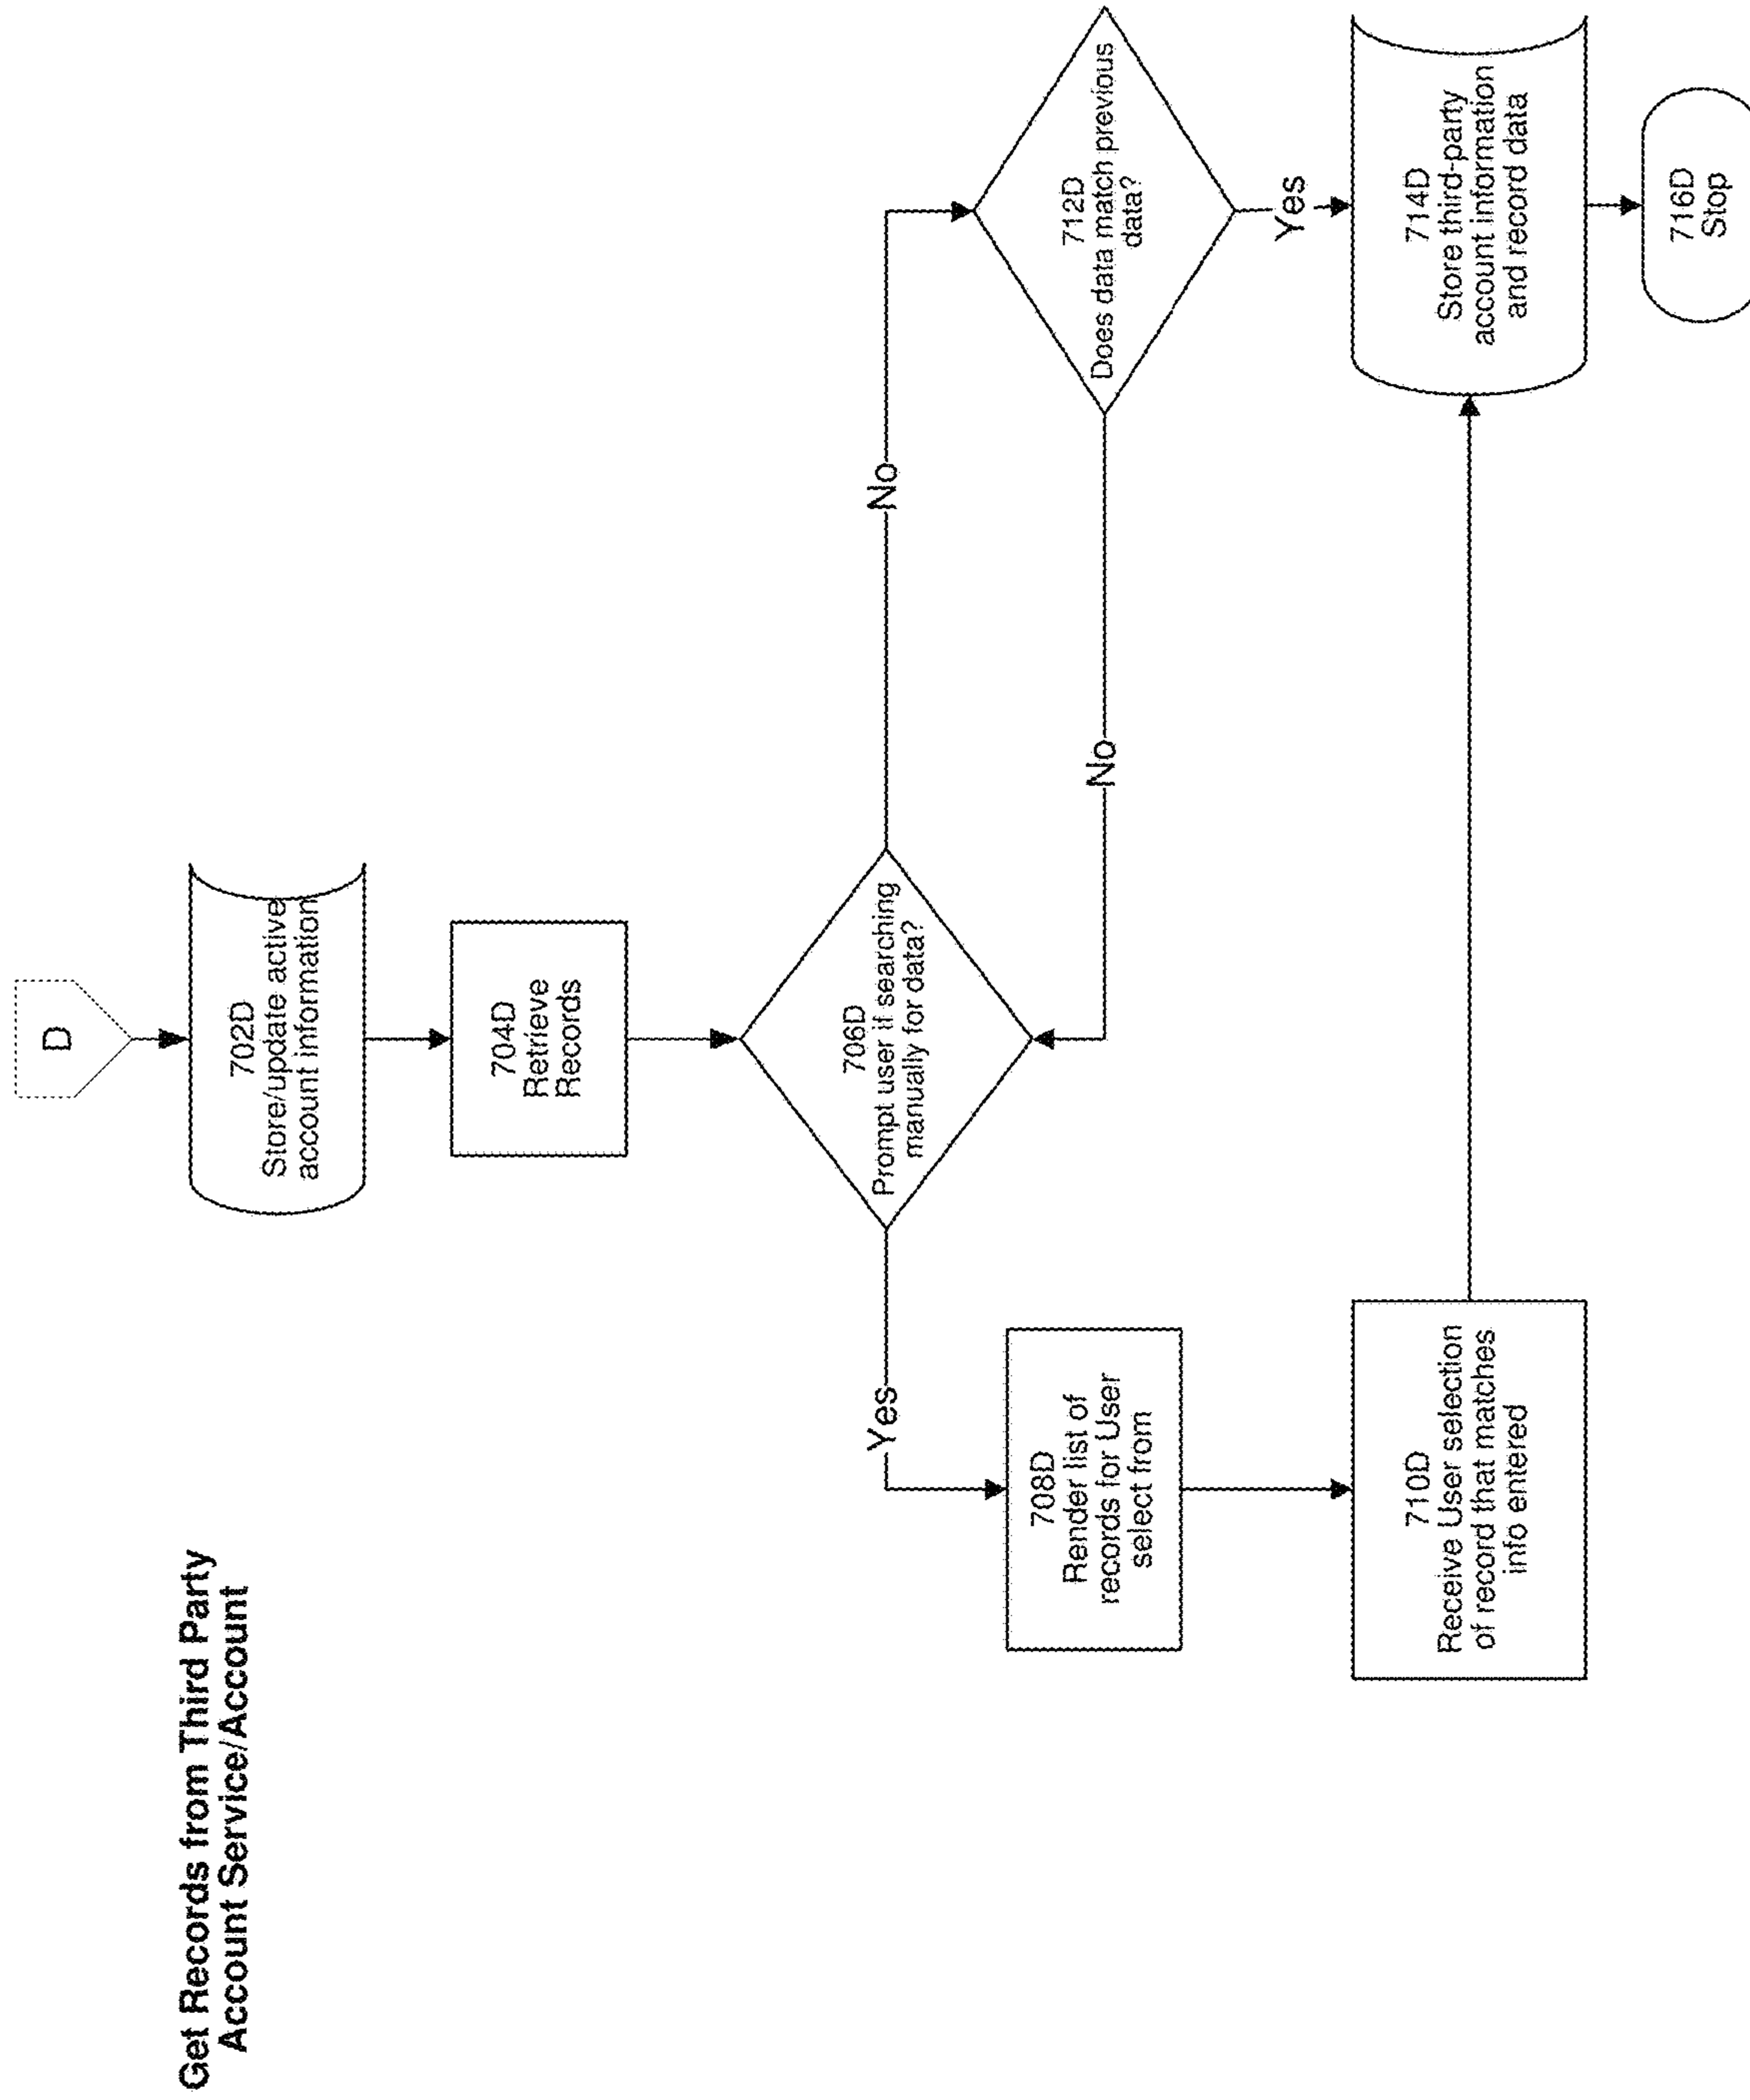 Get Records from Third Party
Account Service/Account
D
702D
Store/update active
account information
704D
Retrieve
Records
706D
Prompt user if searching
manually for data?
Yes
No
708D
Render list of
records for User
select from
710D
Receive User selection
of record that matches
info entered
712D
Does data match previous
data?
No
Yes
714D
Store third-party
account information
and record data
716D
Stop